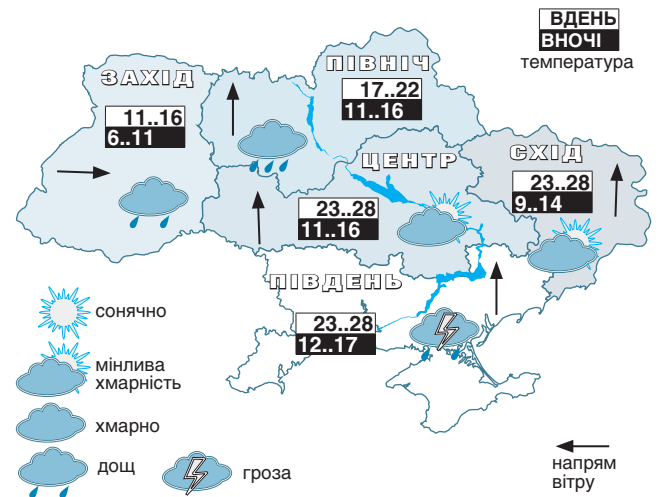 ВДЕНЬ
ВНОЧІ
температура
ЗАХІД
11..16
6..11
ПІВНІЧ
17..22
11..16
ЦЕНТР
23..28
11..16
СХІД
23..28
9..14
ПІВДЕНЬ
23..28
12..17
сонячно
мінлива
хмарність
хмарно
дощ
гроза
напрям
вітру